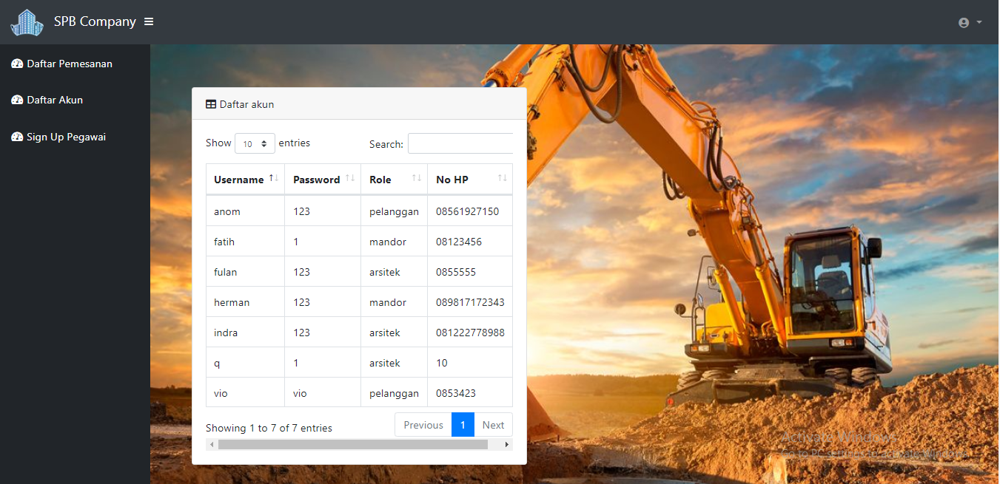 SPB Company
Daftar Pemesanan
Daftar Akun
Sign Up Pegawai
Daftar akun
Show 10 entries Search:
Username Password Role No HP
anom 123 pelanggan 08561927150
fatih 1 mandor 08123456
fulan 123 arsitek 0855555
herman 123 mandor 089817172343
indra 123 arsitek 081222778988
q 1 arsitek 10
vio vio pelanggan 0853423
Showing 1 to 7 of 7 entries Previous 1 Next
Activate Windows
Go to PC settings to activate Windows.